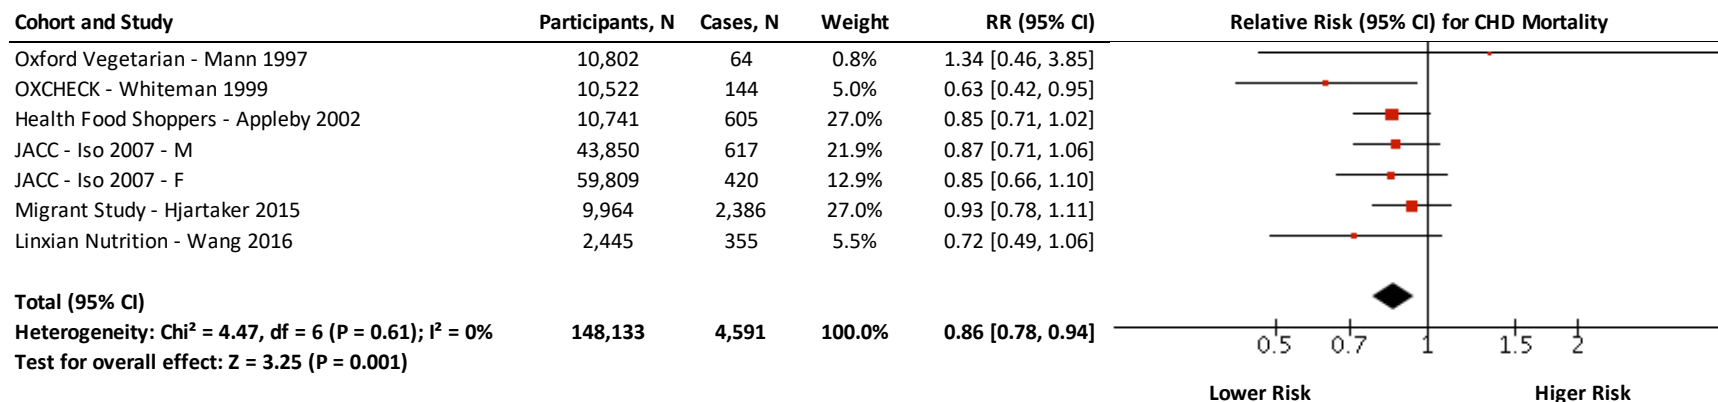 Cohort and Study Participants, N Cases, N Weight RR (95% CI) Relative Risk (95% CI) for CHD Mortality
Oxford Vegetarian - Mann 1997 10,802 64 0.8% 1.34 [0.46, 3.85]
OXCHECK - Whiteman 1999 10,522 144 5.0% 0.63 [0.42, 0.95]
Health Food Shoppers - Appleby 2002 10,741 605 27.0% 0.85 [0.71, 1.02]
JACC - Iso 2007 - M 43,850 617 21.9% 0.87 [0.71, 1.06]
JACC - Iso 2007 - F 59,809 420 12.9% 0.85 [0.66, 1.10]
Migrant Study - Hjartaker 2015 9,964 2,386 27.0% 0.93 [0.78, 1.11]
Linxian Nutrition - Wang 2016 2,445 355 5.5% 0.72 [0.49, 1.06]
Total (95% CI)
Heterogeneity: Chi² = 4.47, df = 6 (P = 0.61); I² = 0% 148,133 4,591 100.0% 0.86 [0.78, 0.94]
0.5 0.7 1 1.5 2
Test for overall effect: Z = 3.25 (P = 0.001)
Lower Risk Higer Risk